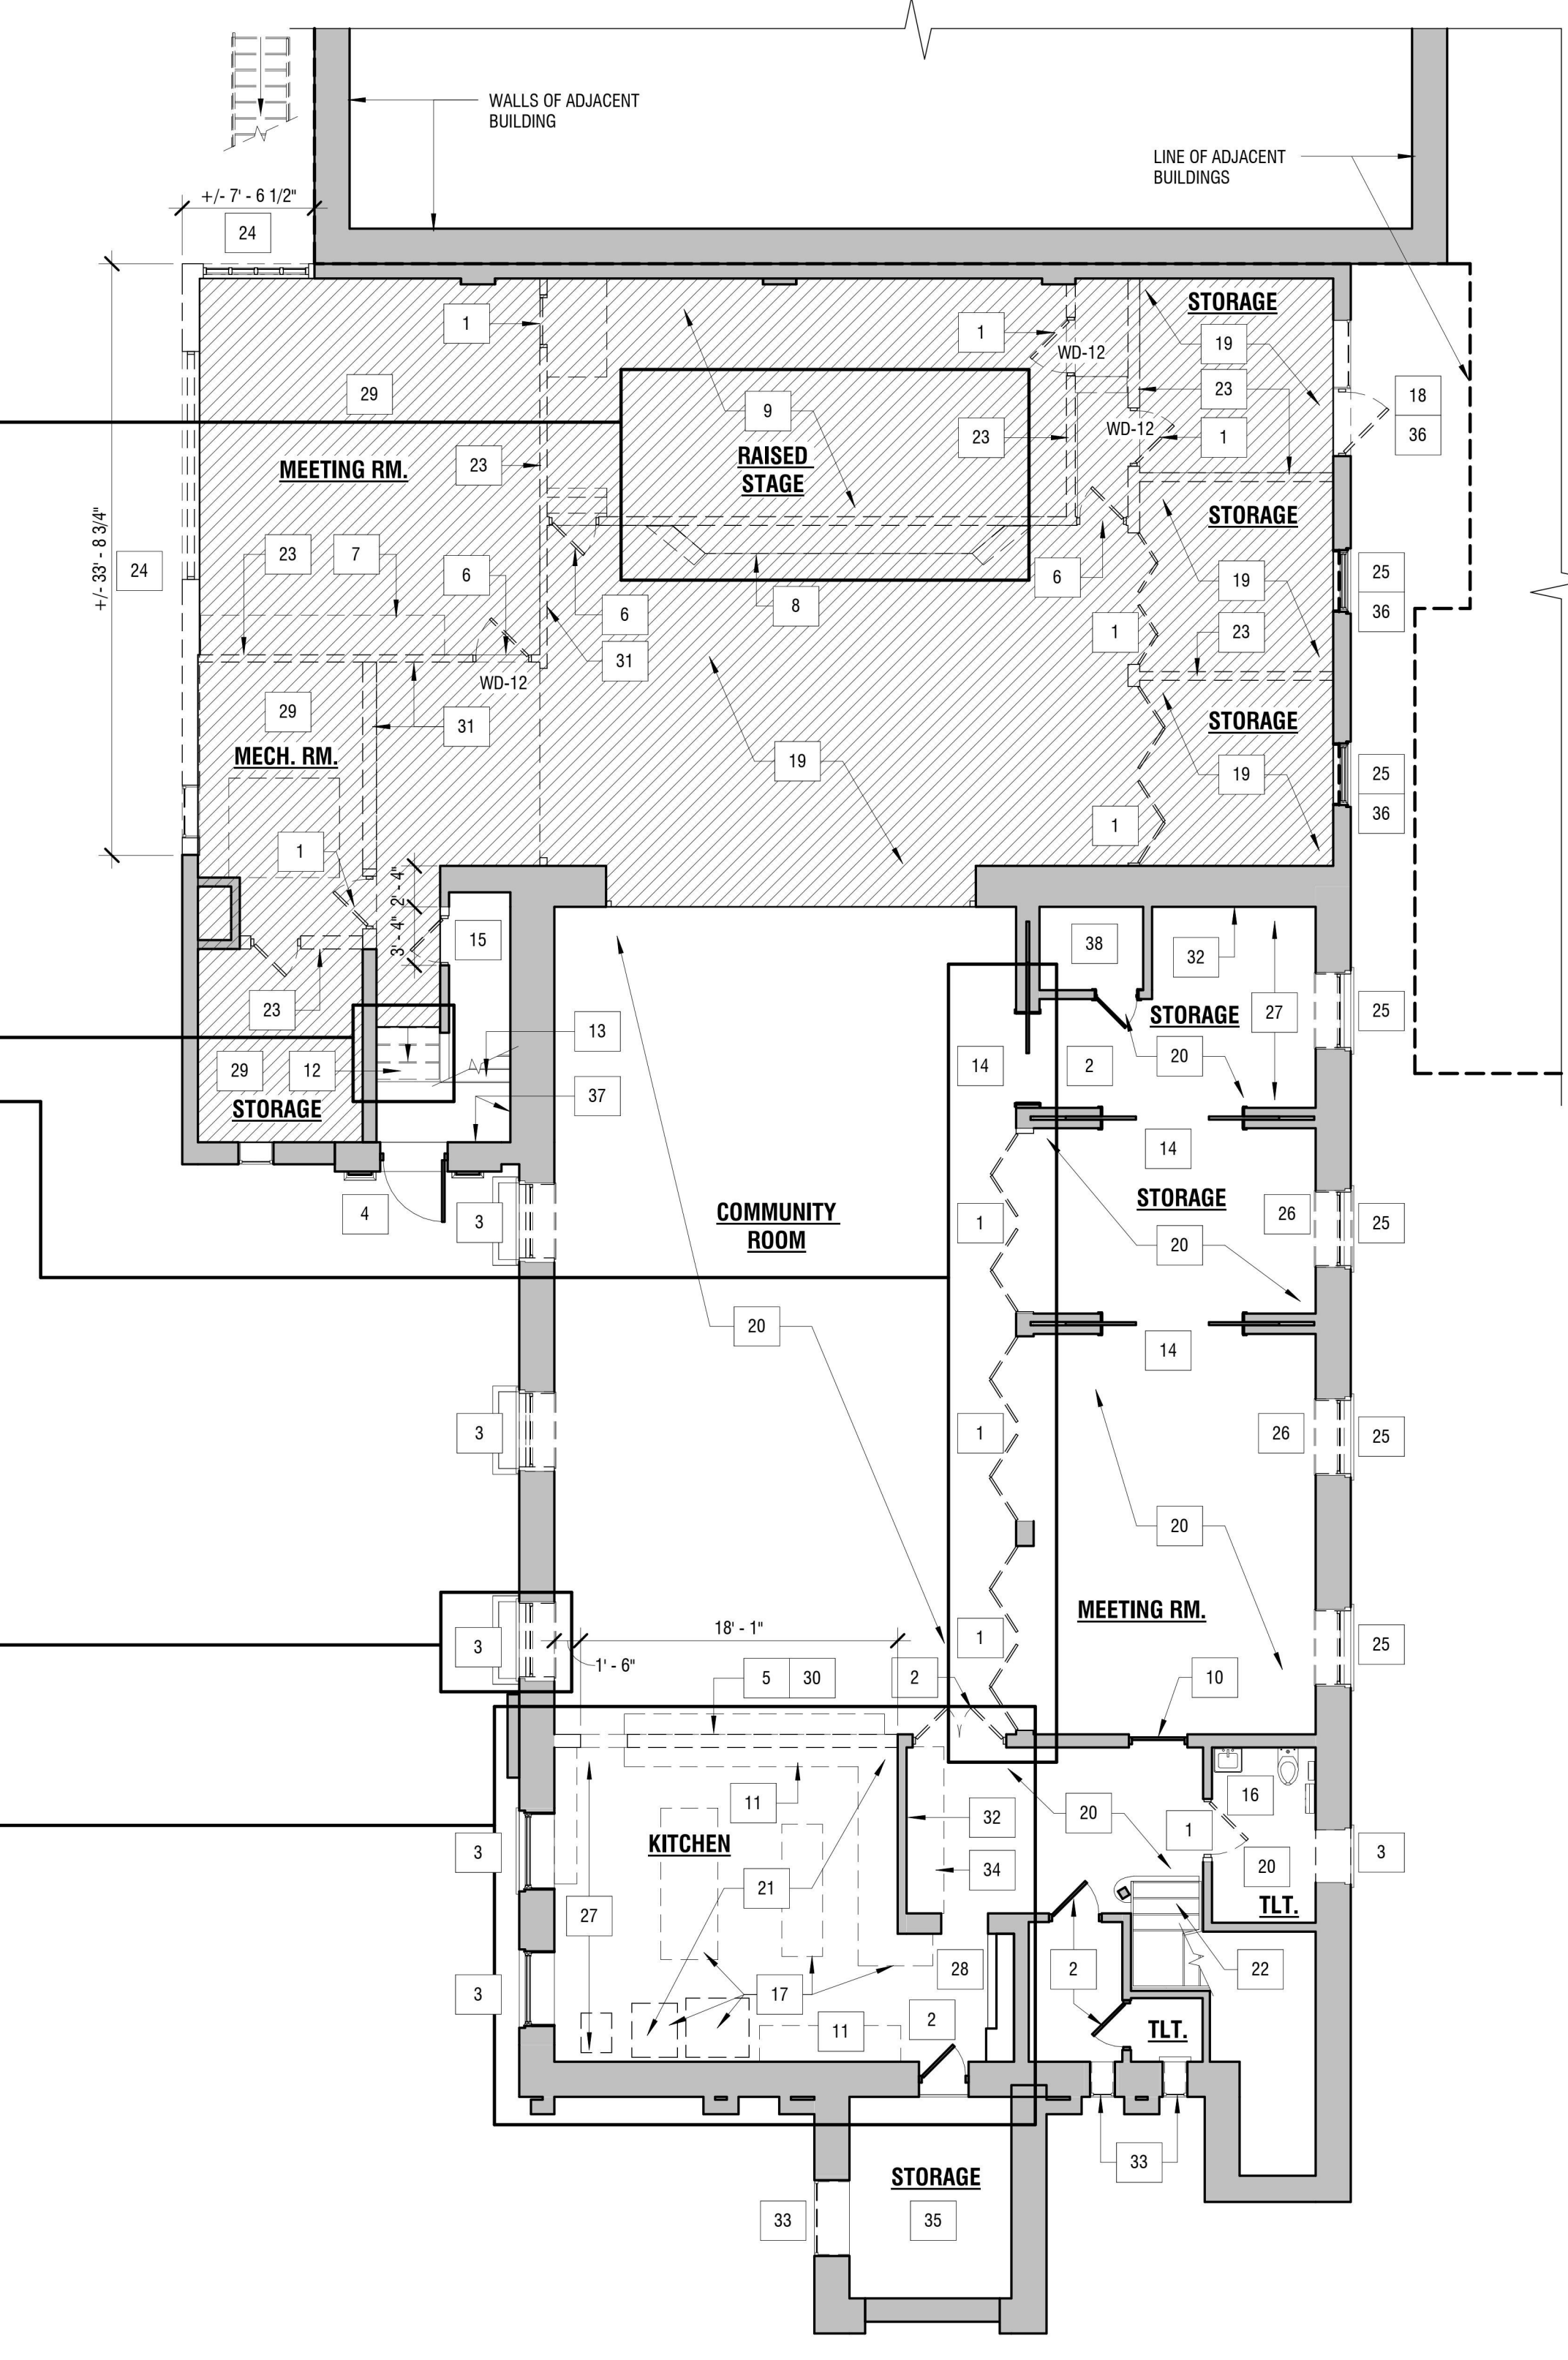 WALLS OF ADJACENT
BUILDING
LINE OF ADJACENT
BUILDINGS
+/- 7' - 6 1/2"
24
STORAGE
1
1
19
WD-12
29
23
18
9
36
WD-12
1
23
23
RAISED
STAGE
MEETING RM.
STORAGE
+/- 33' - 8 3/4"
24
23
7
6
6
19
25
36
8
6
1
23
31
WD-12
29
31
STORAGE
MECH. RM.
19
19
25
36
1
1
2' - 4"
3' - 4"
15
38
32
23
STORAGE
27
25
13
20
14
2
29
12
37
STORAGE
14
STORAGE
4
3
COMMUNITY
ROOM
1
26
25
20
20
14
3
1
26
25
20
MEETING RM.
18' - 1"
3
1' - 6"
1
25
5
30
2
10
16
11
20
32
1
KITCHEN
3
34
20
3
21
TLT.
27
28
2
22
17
3
2
11
TLT.
33
STORAGE
33
35